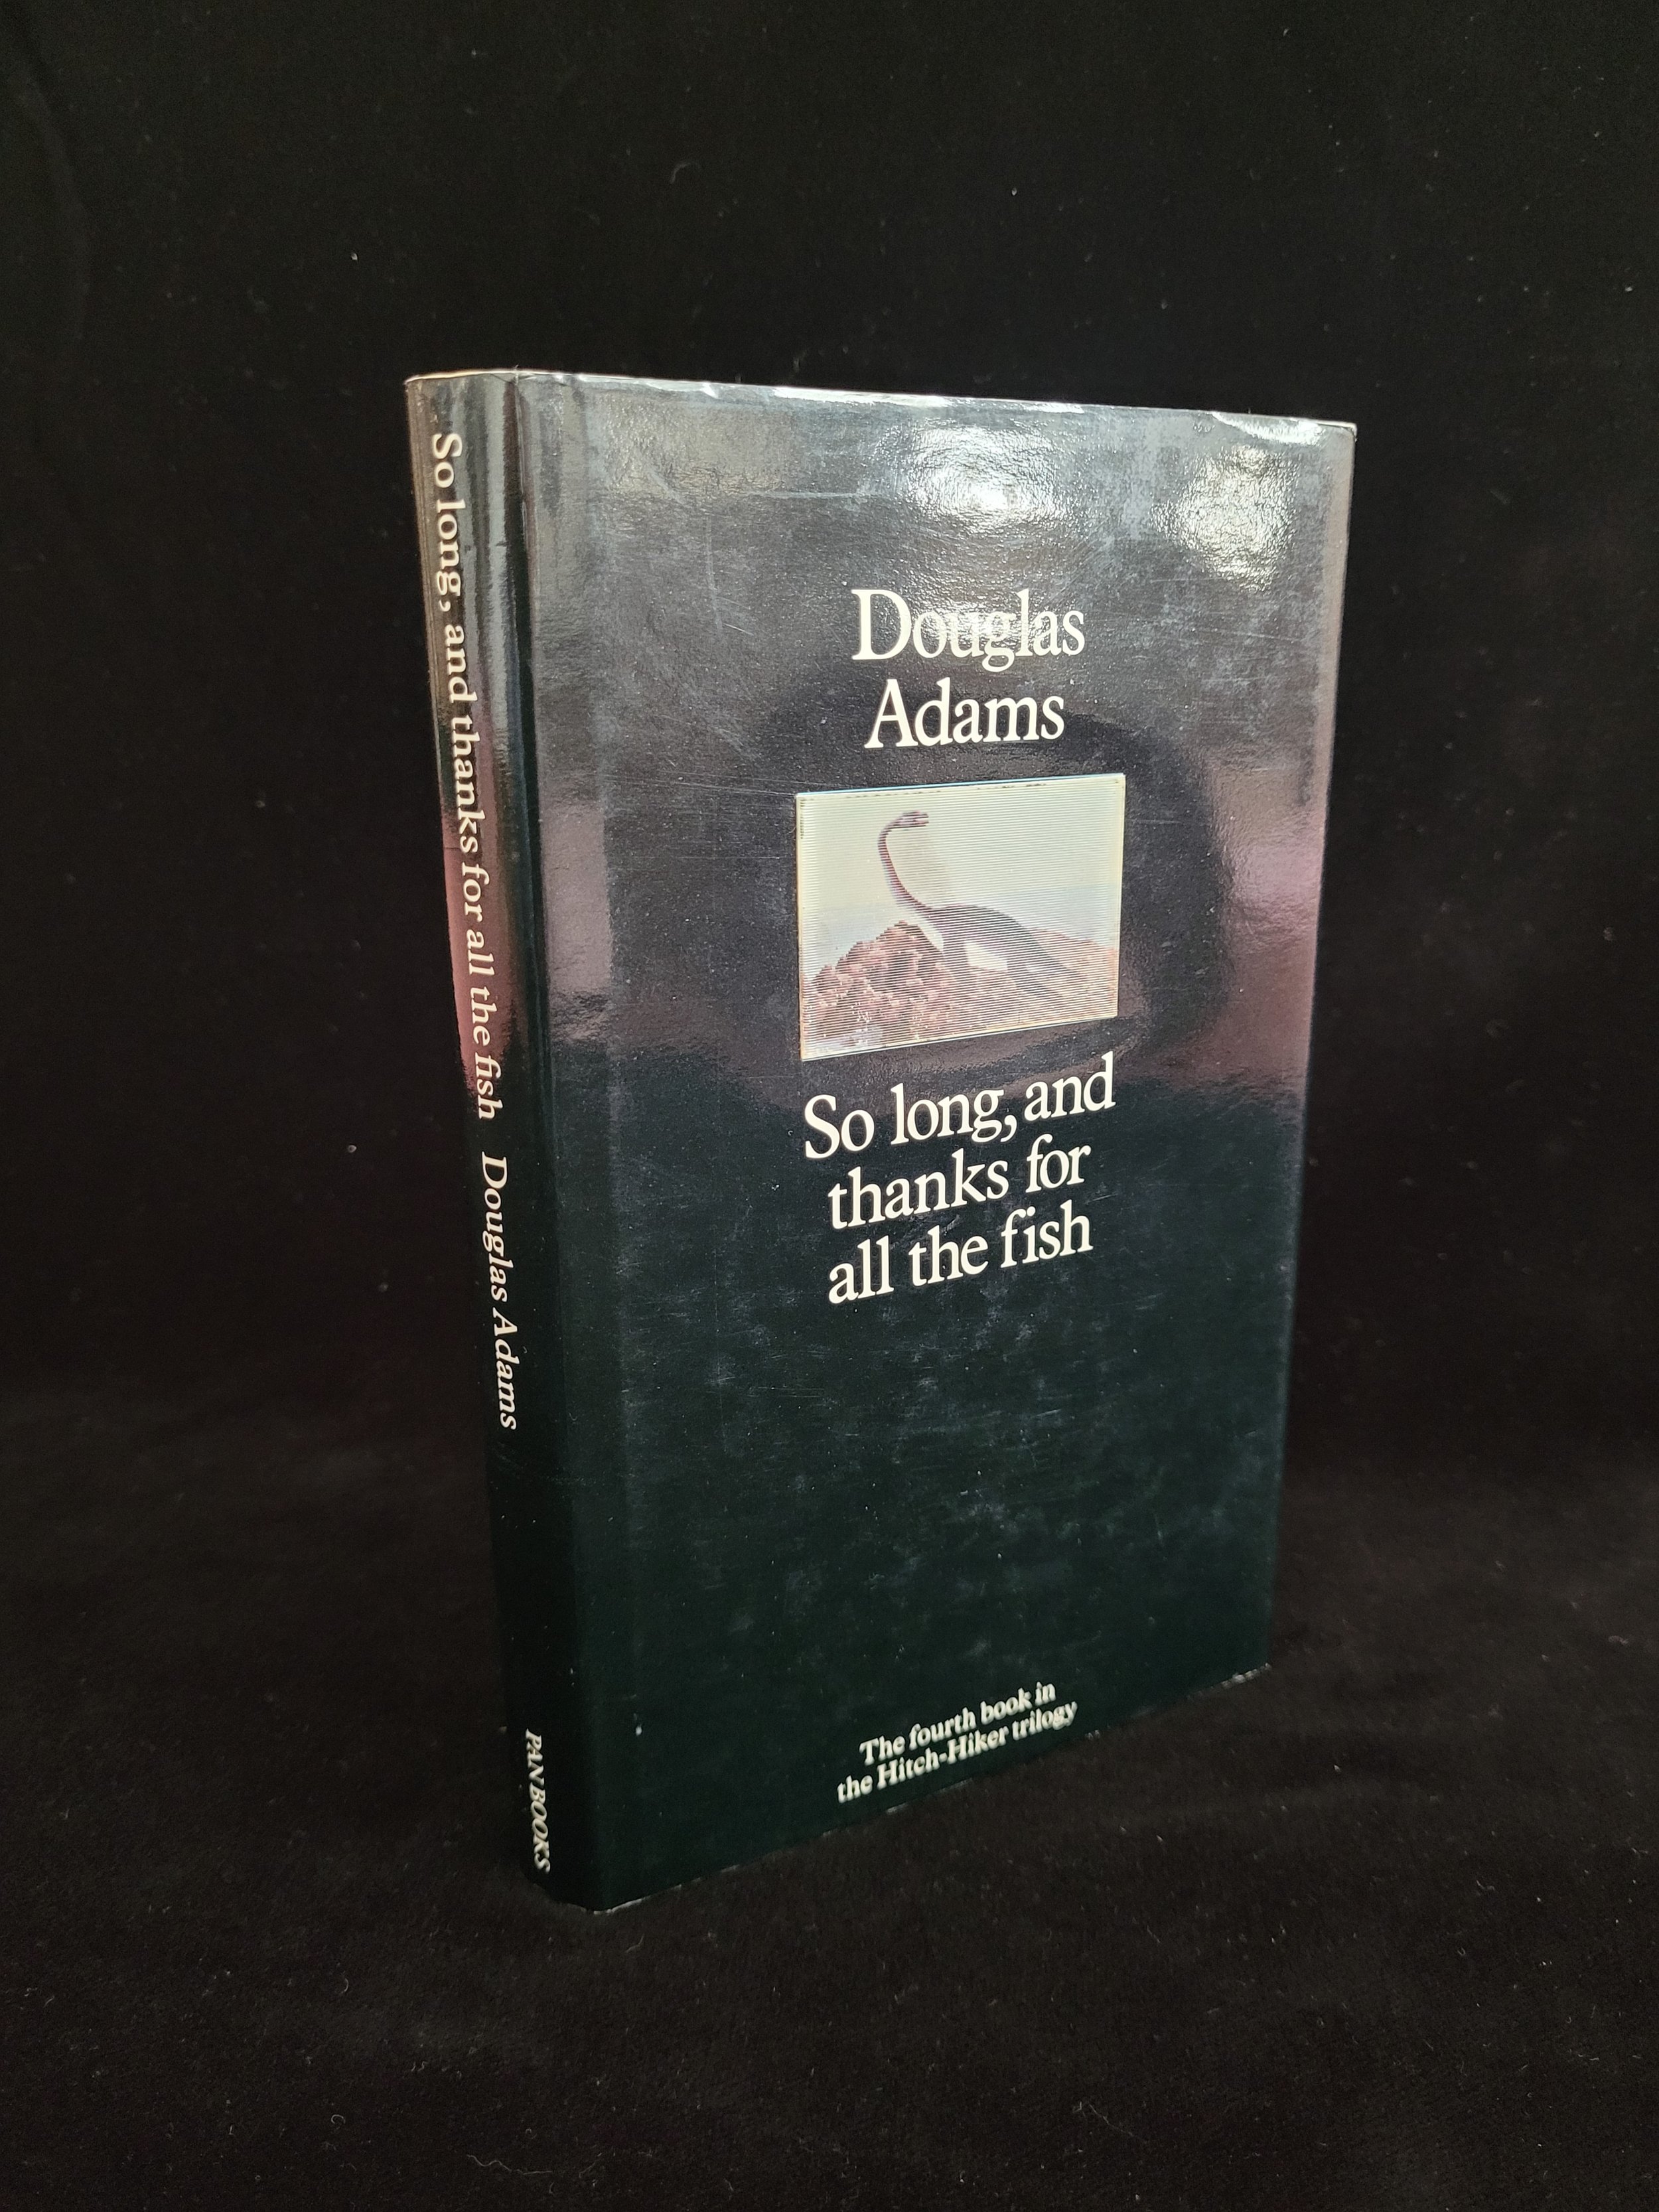 So long, and thanks for all the fish Douglas Adams
PAN BOOKS
Douglas
Adams
So long, and
thanks for
all the fish
The fourth book in
the Hitch-Hiker trilogy